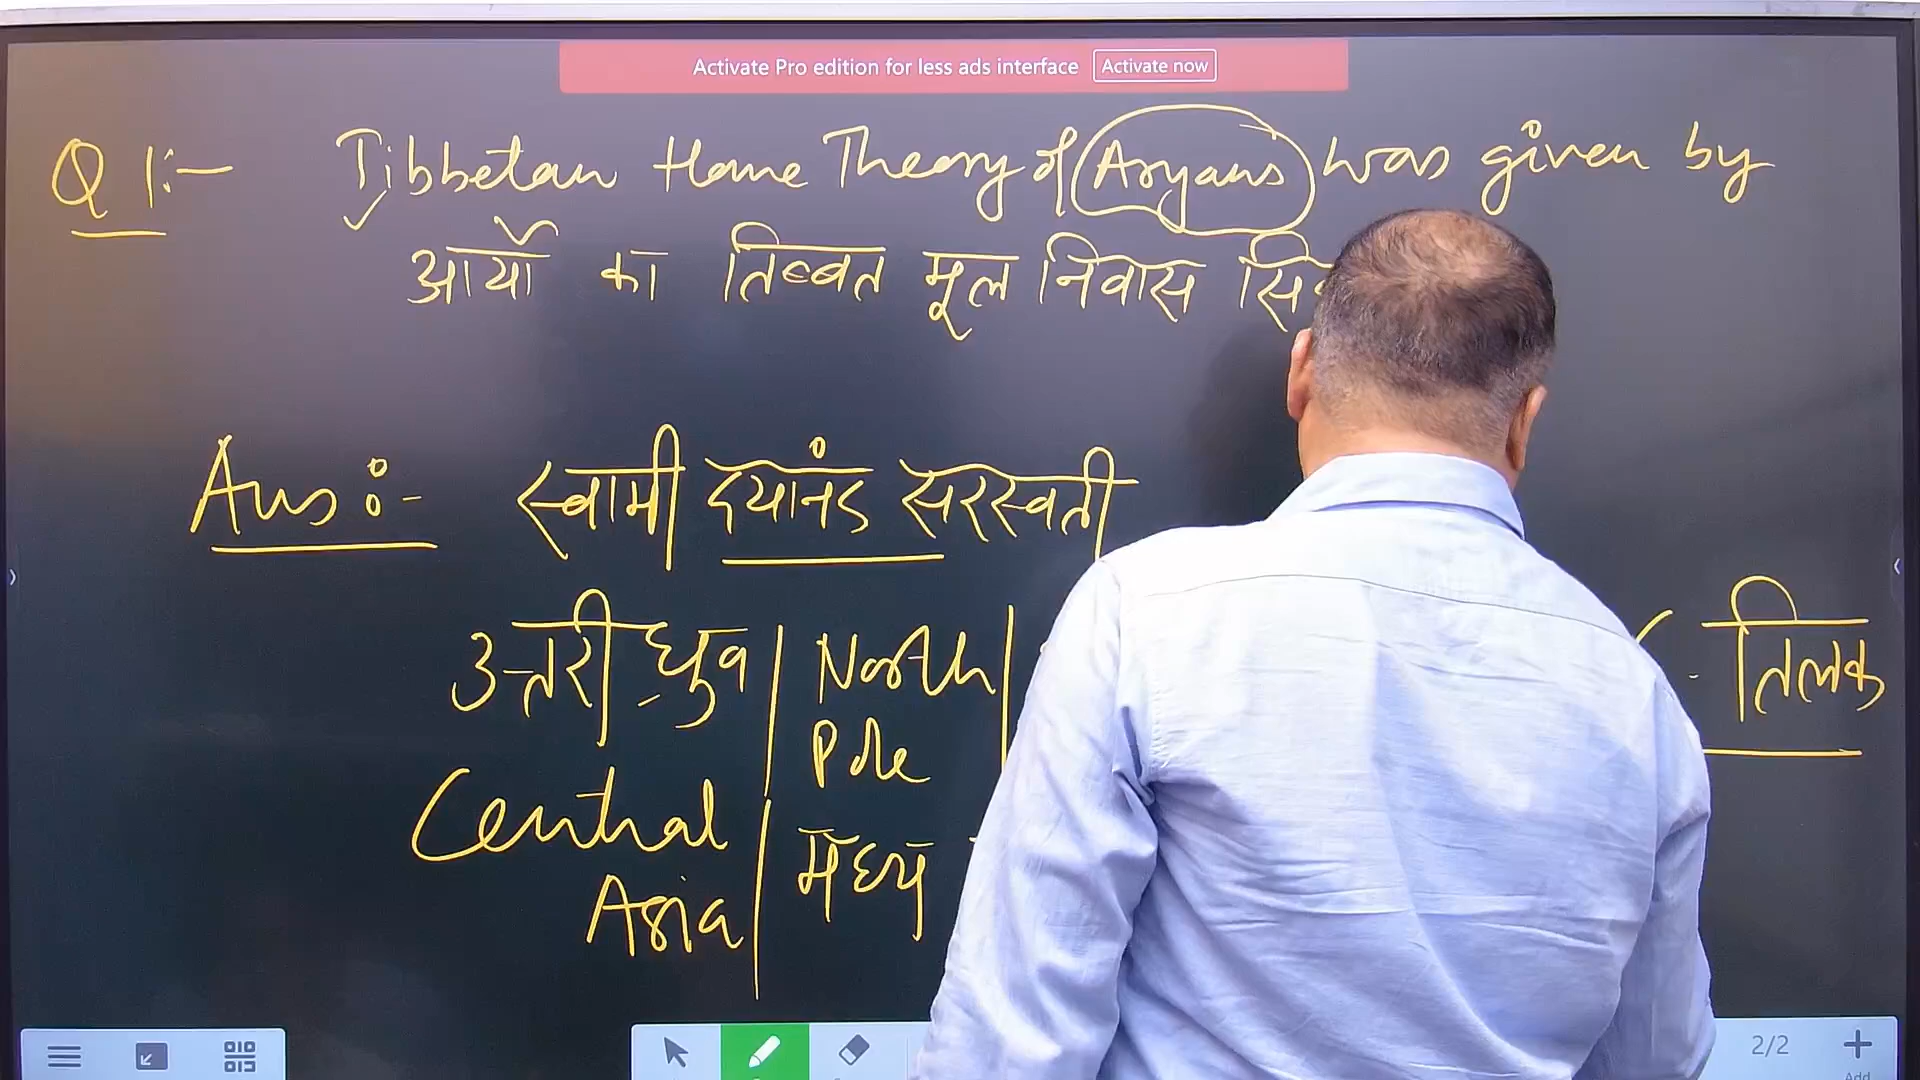 Activate Pro edition for less ads interface Activate now
Q 1:- Tibbetan Home Theory of Aryans was given by
आर्यो का तिब्बत मूल निवास
Ans :- स्वामी दयानंद सरस्वती
उत्तरी ध्रुव | North Pole | तिलक
Central Asia | मध्य
2/2
Add